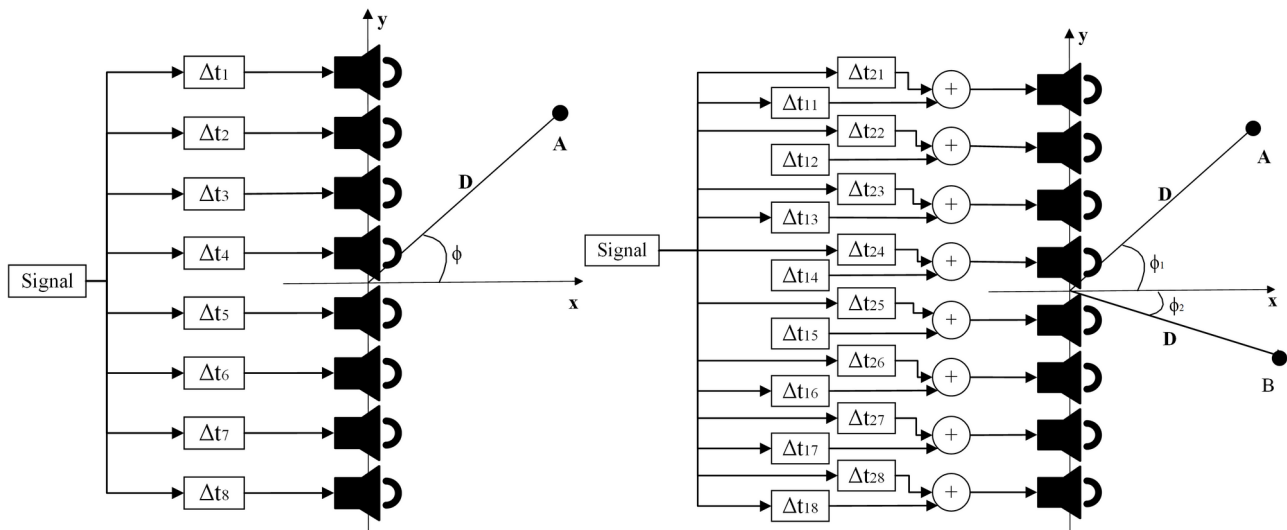 y
Δt1
Δt2
A
Δt3
D
Δt4
ϕ
Signal
x
Δt5
Δt6
Δt7
Δt8
y
Δt21
+
Δt11
Δt22
+
A
Δt12
Δt23
D
+
Δt13
Signal
Δt24
+
ϕ1
Δt14
x
Δt25
ϕ2
+
Δt15
D
Δt26
+
B
Δt16
Δt27
+
Δt17
Δt28
+
Δt18